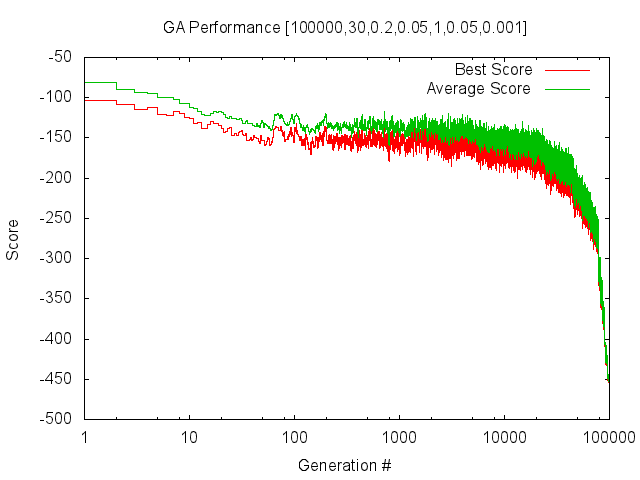 GA Performance [100000,30,0.2,0.05,1,0.05,0.001]
Best Score
Average Score
-50
-100
-150
-200
-250
-300
-350
-400
-450
-500
Score
1 10 100 1000 10000 100000
Generation #